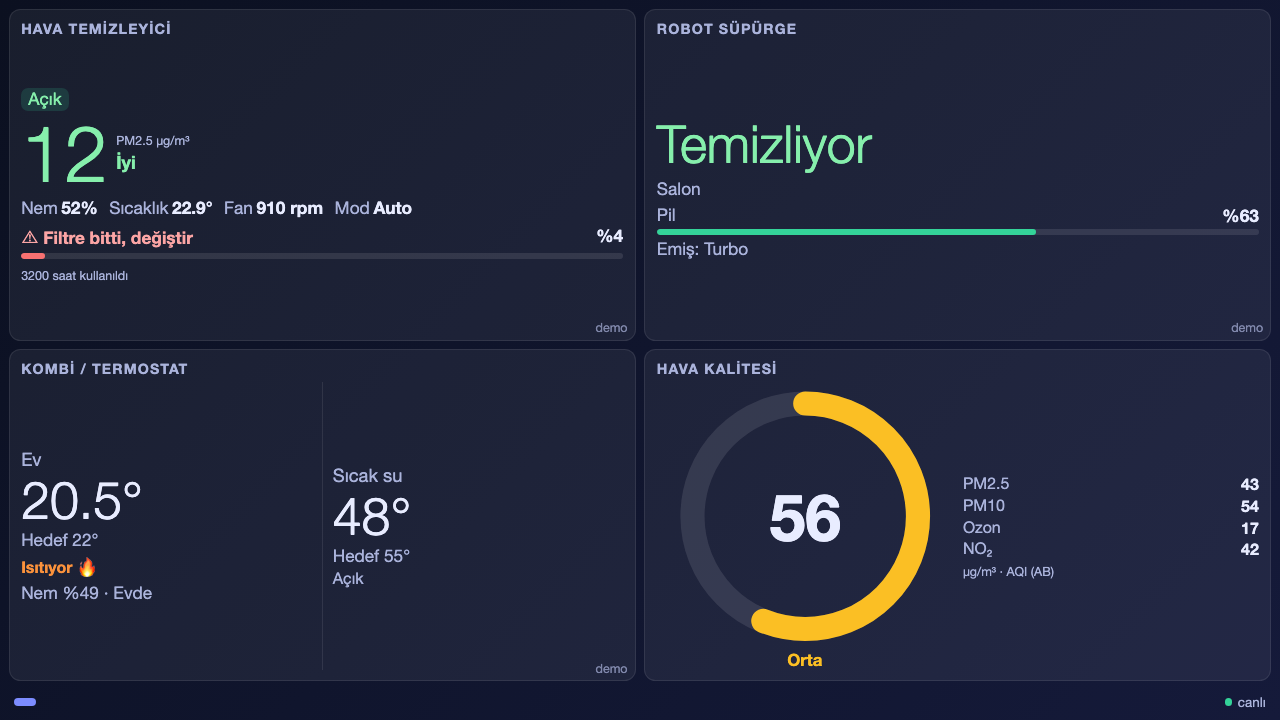 HAVA TEMİZLEYİCİ
Açık
12
PM2.5 µg/m³
İyi
Nem 52% Sıcaklık 22.9° Fan 910 rpm Mod Auto
⚠ Filtre bitti, değiştir %4
3200 saat kullanıldı
demo
ROBOT SÜPÜRGE
Temizliyor
Salon
Pil %63
Emiş: Turbo
demo
KOMBİ / TERMOSTAT
Ev
20.5°
Hedef 22°
Isıtıyor 🔥
Nem %49 · Evde
Sıcak su
48°
Hedef 55°
Açık
demo
HAVA KALİTESİ
56
Orta
PM2.5 43
PM10 54
Ozon 17
NO₂ 42
µg/m³ · AQI (AB)
canlı